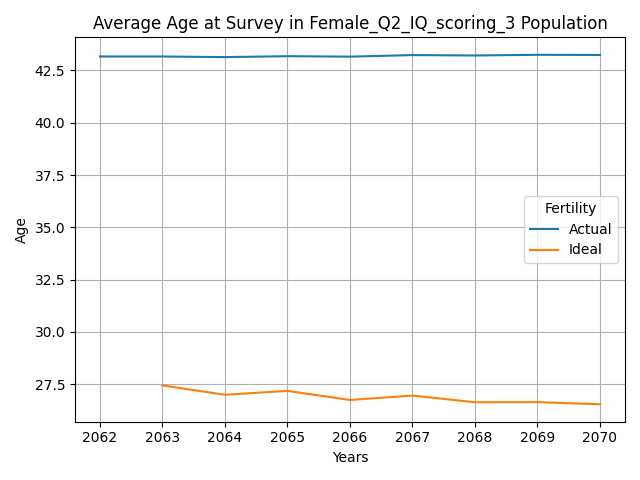 Average Age at Survey in Female_Q2_IQ_scoring_3 Population
42.5
40.0
37.5
35.0
32.5
30.0
27.5
Age
Fertility
Actual
Ideal
2062 2063 2064 2065 2066 2067 2068 2069 2070
Years